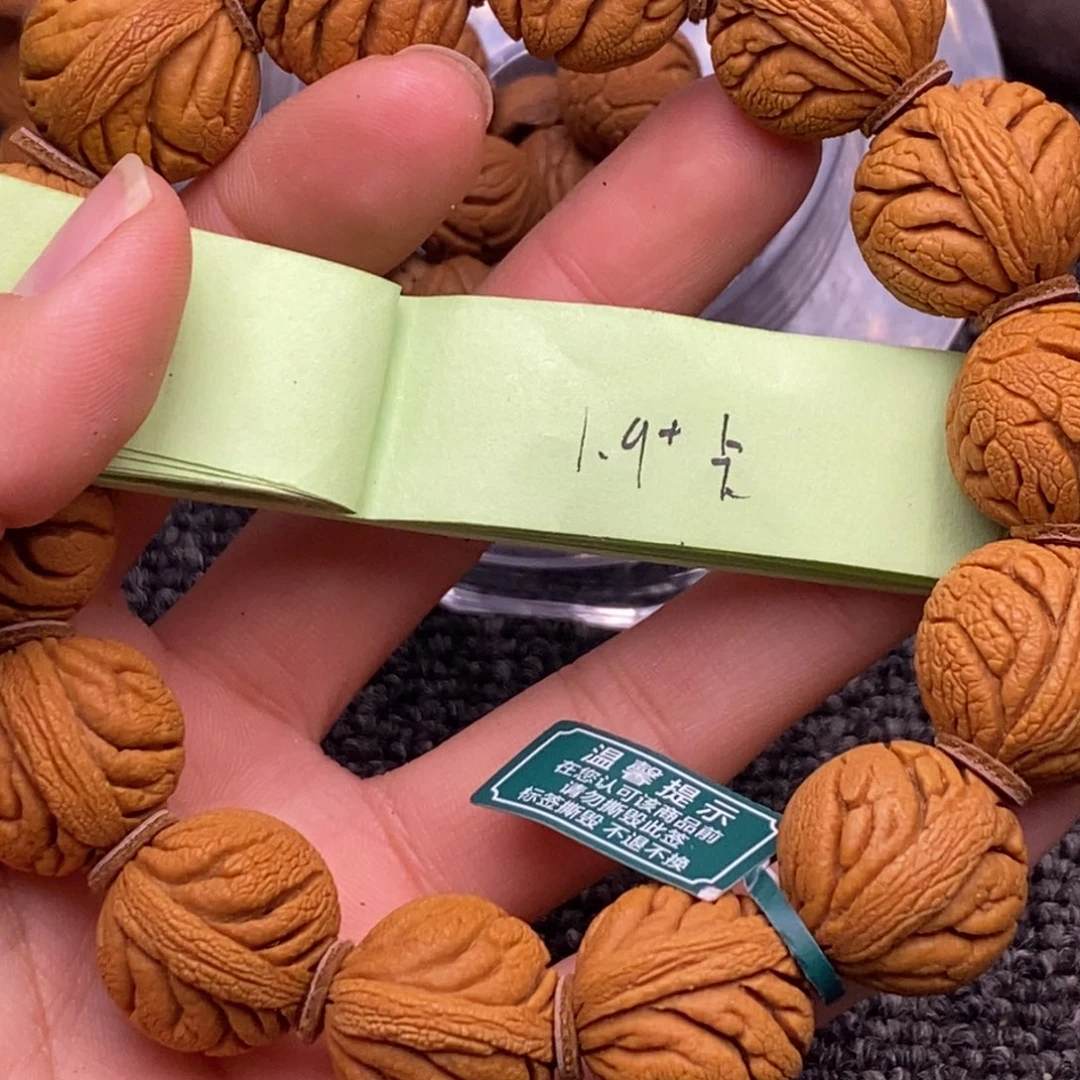 1.9+
温馨提示
在您认可该商品前
请勿撕毁此签
标签撕毁 不退不换